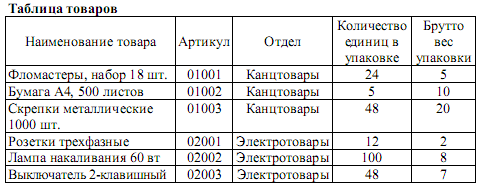 Таблица товаров
Наименование товара Артикул Отдел Количество единиц в упаковке Брутто вес упаковки
Фломастеры, набор 18 шт. 01001 Канцтовары 24 5
Бумага А4, 500 листов 01002 Канцтовары 5 10
Скрепки металлические 01003 Канцтовары 48 20
1000 шт.
Розетки трехфазные 02001 Электротовары 12 2
Лампа накаливания 60 вт 02002 Электротовары 100 8
Выключатель 2-клавишный 02003 Электротовары 48 7